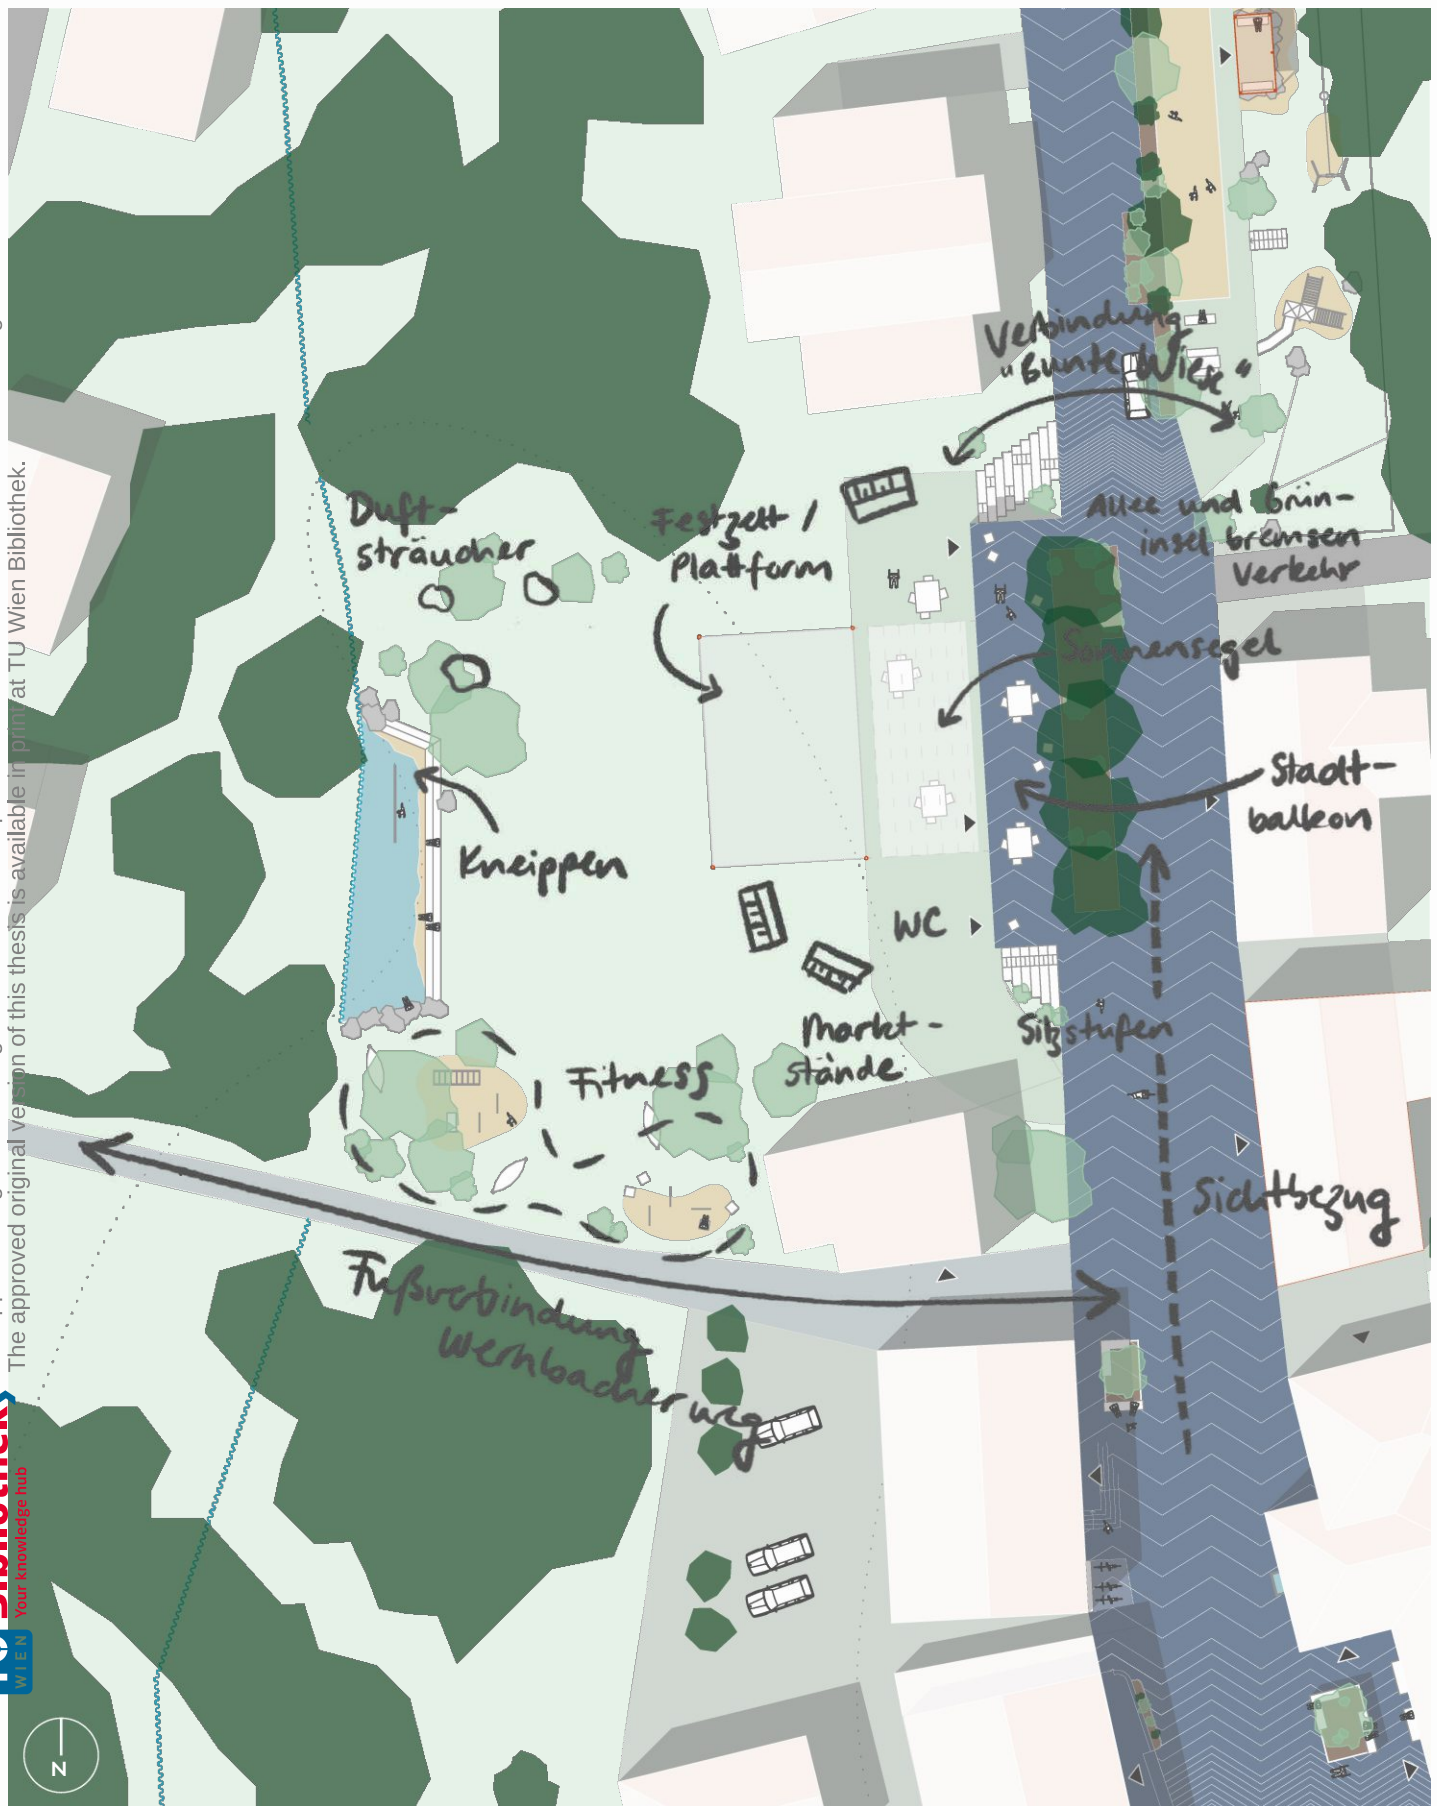 Verbindung
"Bunte Wiese"
Duft-
sträucher
Festzelt /
Plattform
Allee und Grün-
insel bremsen
Verkehr
Sonnensegel
Stadt-
balkon
Kneippen
WC
Markt-
stände
Sitzstufen
Fitness
Sichtbezug
Fußverbindung
Wernbacherweg
N
The approved original version of this thesis is available in print at TU Wien Bibliothek.
Bibliothek
WIEN Your knowledge hub